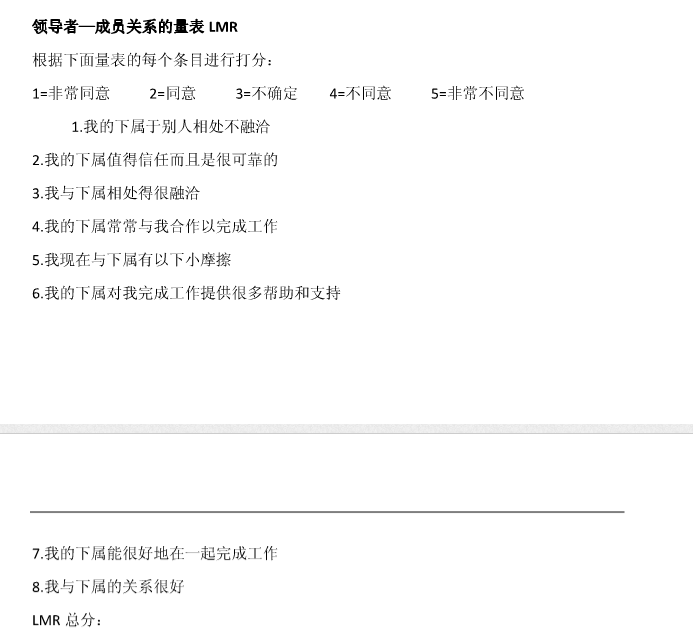 领导者—成员关系的量表 LMR
根据下面量表的每个条目进行打分：
1=非常同意 2=同意 3=不确定 4=不同意 5=非常不同意
1.我的下属于别人相处不融洽
2.我的下属值得信任而且是很可靠的
3.我与下属相处得很融洽
4.我的下属常常与我合作以完成工作
5.我现在与下属有以下小摩擦
6.我的下属对我完成工作提供很多帮助和支持
7.我的下属能很好地在一起完成工作
8.我与下属的关系很好
LMR 总分：